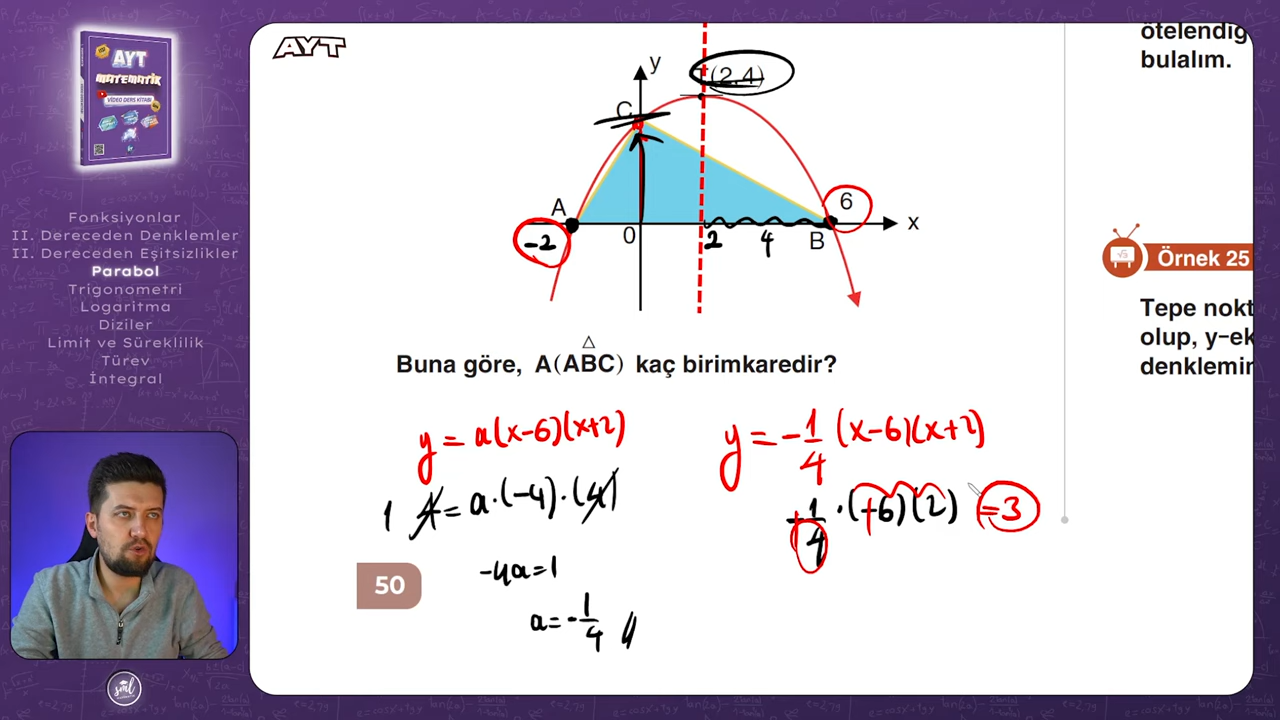 AYT
MATEMATİK
VİDEO DERS KİTABI
Fonksiyonlar
II. Dereceden Denklemler
II. Dereceden Eşitsizlikler
Parabol
Trigonometri
Logaritma
Diziler
Limit ve Süreklilik
Türev
İntegral
sml
AYT
y
T(2,4)
C
A
6
x
-2
0
2
4
B
Buna göre, A(ABC) kaç birimkaredir?
y = a(x-6)(x+2)
1 4 = a·(-4)·(4)
-4a=1
a=-1/4
50
y = -1/4 (x-6)(x+2)
-1/4 ·(-6)(2) =3
ötelendiğ
bulalım.
Örnek 25
Tepe nokt
olup, y-ek
denklemin